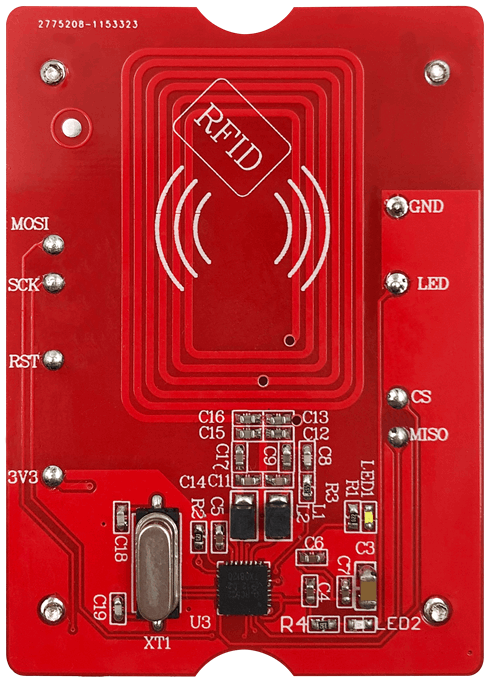 2775208-1153323
RFID
MOSI
GND
SCK
LED
RST
CS
MISO
3V3
C16
C13
C15
C12
C17
C9
C8
C14
C11
R3
LED1
R1
L2
L1
R2
C5
C18
C6
C3
C7
C4
C19
U3
R4
LED2
XT1